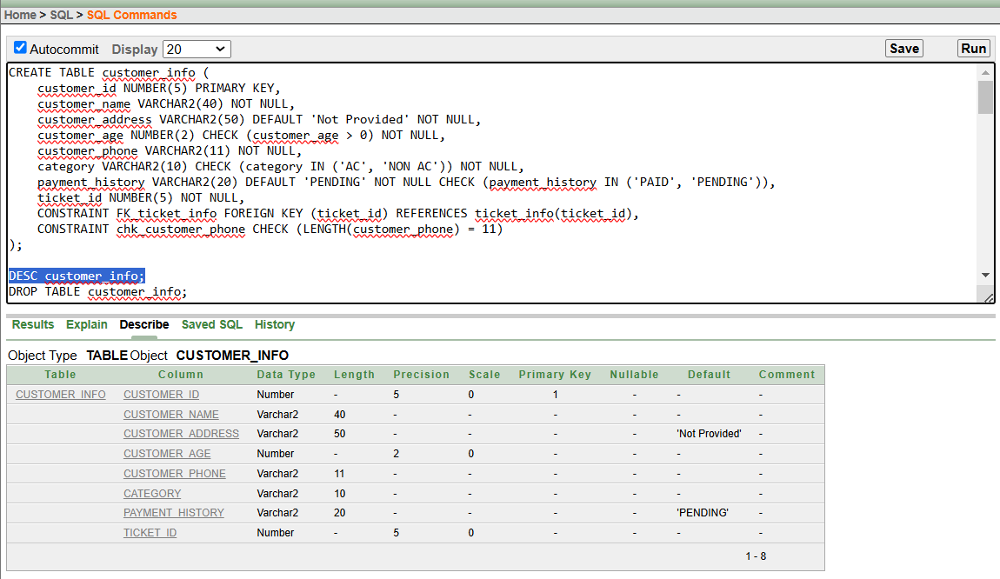 Home > SQL > SQL Commands
Autocommit Display 20 Save Run
CREATE TABLE customer_info (
    customer_id NUMBER(5) PRIMARY KEY,
    customer_name VARCHAR2(40) NOT NULL,
    customer_address VARCHAR2(50) DEFAULT 'Not Provided' NOT NULL,
    customer_age NUMBER(2) CHECK (customer_age > 0) NOT NULL,
    customer_phone VARCHAR2(11) NOT NULL,
    category VARCHAR2(10) CHECK (category IN ('AC', 'NON AC')) NOT NULL,
    payment_history VARCHAR2(20) DEFAULT 'PENDING' NOT NULL CHECK (payment_history IN ('PAID', 'PENDING')),
    ticket_id NUMBER(5) NOT NULL,
    CONSTRAINT FK_ticket_info FOREIGN KEY (ticket_id) REFERENCES ticket_info(ticket_id),
    CONSTRAINT chk_customer_phone CHECK (LENGTH(customer_phone) = 11)
);
DESC customer_info;
DROP TABLE customer_info;
Results Explain Describe Saved SQL History
Object Type TABLE Object CUSTOMER_INFO
Table Column Data Type Length Precision Scale Primary Key Nullable Default Comment
CUSTOMER_INFO CUSTOMER_ID Number - 5 0 1 - - -
CUSTOMER_NAME Varchar2 40 - - - - - -
CUSTOMER_ADDRESS Varchar2 50 - - - - 'Not Provided' -
CUSTOMER_AGE Number - 2 0 - - - -
CUSTOMER_PHONE Varchar2 11 - - - - - -
CATEGORY Varchar2 10 - - - - - -
PAYMENT_HISTORY Varchar2 20 - - - - 'PENDING' -
TICKET_ID Number - 5 0 - - - -
1 - 8